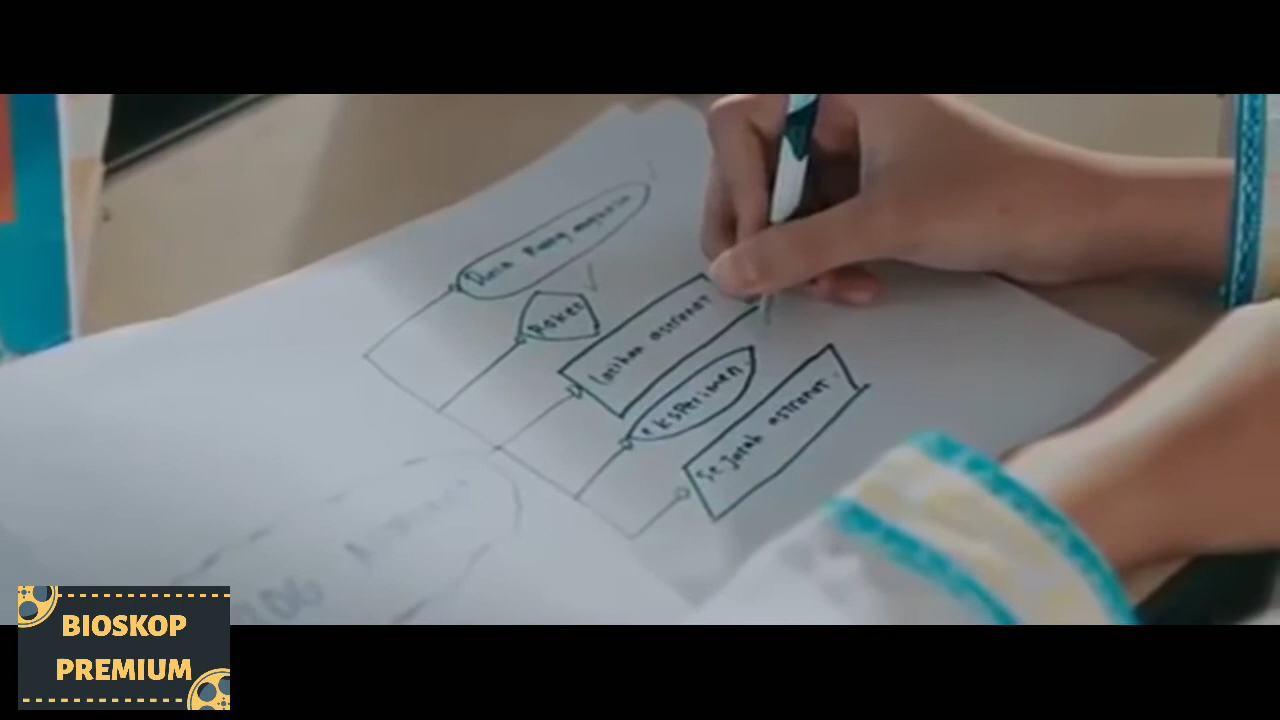 Dunia Ruang angkasa
Roket
Latihan astronot
eksperimen
Sejarah astronot
BIOSKOP
PREMIUM